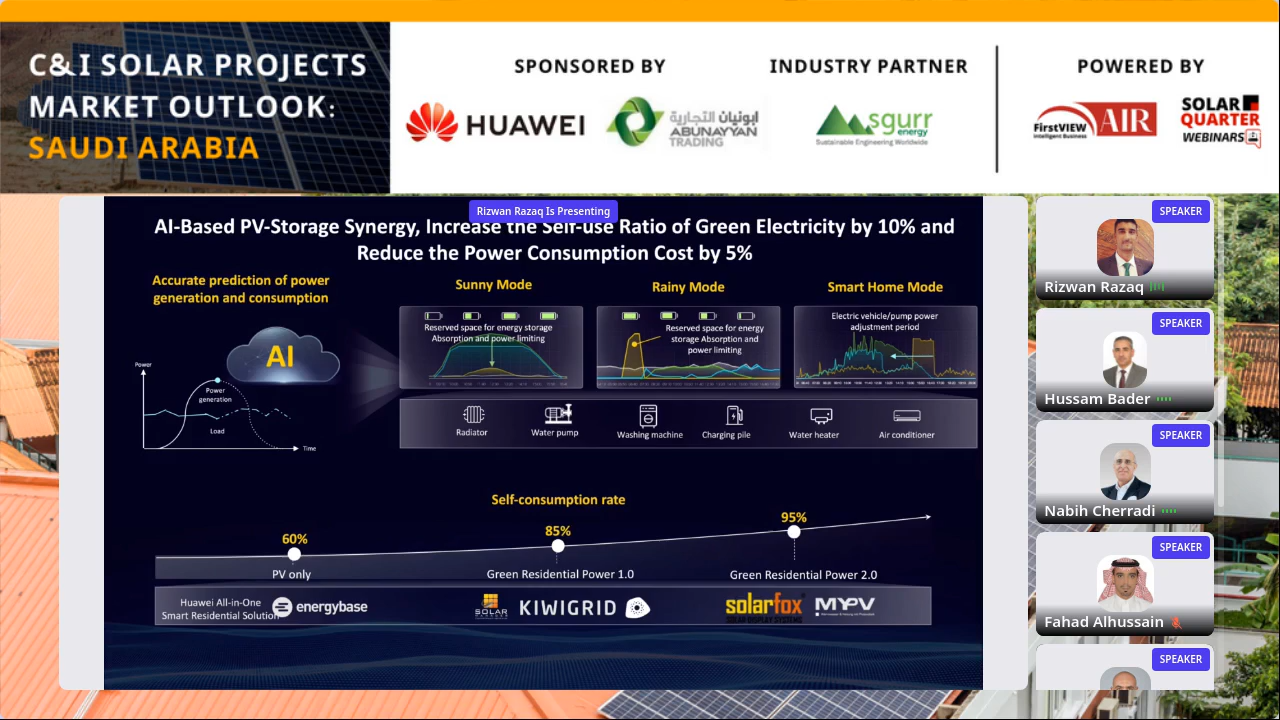 C&I SOLAR PROJECTS
MARKET OUTLOOK:
SAUDI ARABIA
SPONSORED BY
INDUSTRY PARTNER
POWERED BY
HUAWEI
ابونيان التجارية
ABUNAYYAN
TRADING
sgurr
energy
Sustainable Engineering Worldwide
FirstVIEW
Intelligent Business
AIR
SOLAR
QUARTER
WEBINARS
Rizwan Razaq Is Presenting
AI-Based PV-Storage Synergy, Increase the Self-use Ratio of Green Electricity by 10% and
Reduce the Power Consumption Cost by 5%
Accurate prediction of power
generation and consumption
AI
Power
Power
generation
Load
Time
Sunny Mode
Reserved space for energy storage
Absorption and power limiting
Rainy Mode
Reserved space for energy
storage Absorption and
power limiting
Smart Home Mode
Electric vehicle/pump power
adjustment period
Radiator
Water pump
Washing machine
Charging pile
Water heater
Air conditioner
Self-consumption rate
60%
85%
95%
PV only
Green Residential Power 1.0
Green Residential Power 2.0
Huawei All-in-One
Smart Residential Solution
energybase
SOLAR
KIWIGRID
solarfox
SOLAR DISPLAY SYSTEMS
MYPV
SPEAKER
Rizwan Razaq
SPEAKER
Hussam Bader
SPEAKER
Nabih Cherradi
SPEAKER
Fahad Alhussain
SPEAKER